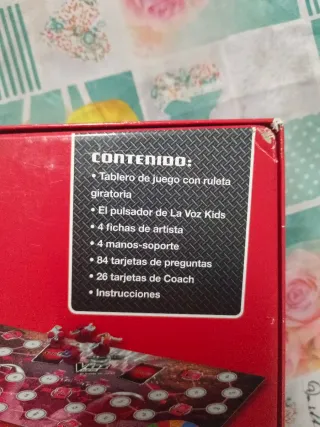 CONTENIDO:
• Tablero de juego con ruleta
giratoria
• El pulsador de La Voz Kids
• 4 fichas de artista
• 4 manos-soporte
• 84 tarjetas de preguntas
• 26 tarjetas de Coach
• Instrucciones